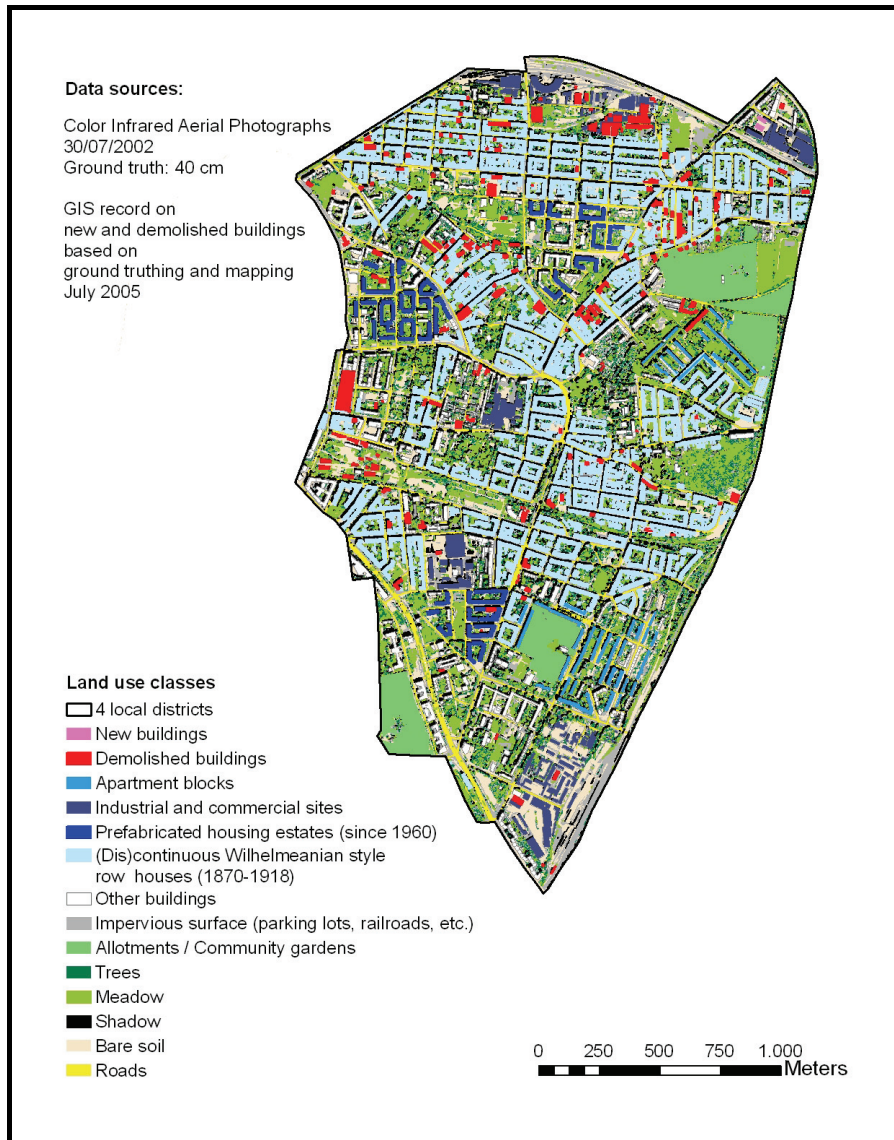 Data sources:
Color Infrared Aerial Photographs
30/07/2002
Ground truth: 40 cm
GIS record on
new and demolished buildings
based on
ground truthing and mapping
July 2005
Land use classes
4 local districts
New buildings
Demolished buildings
Apartment blocks
Industrial and commercial sites
Prefabricated housing estates (since 1960)
(Dis)continuous Wilhelmeanian style
row houses (1870-1918)
Other buildings
Impervious surface (parking lots, railroads, etc.)
Allotments / Community gardens
Trees
Meadow
Shadow
Bare soil
Roads
0 250 500 750 1.000
Meters